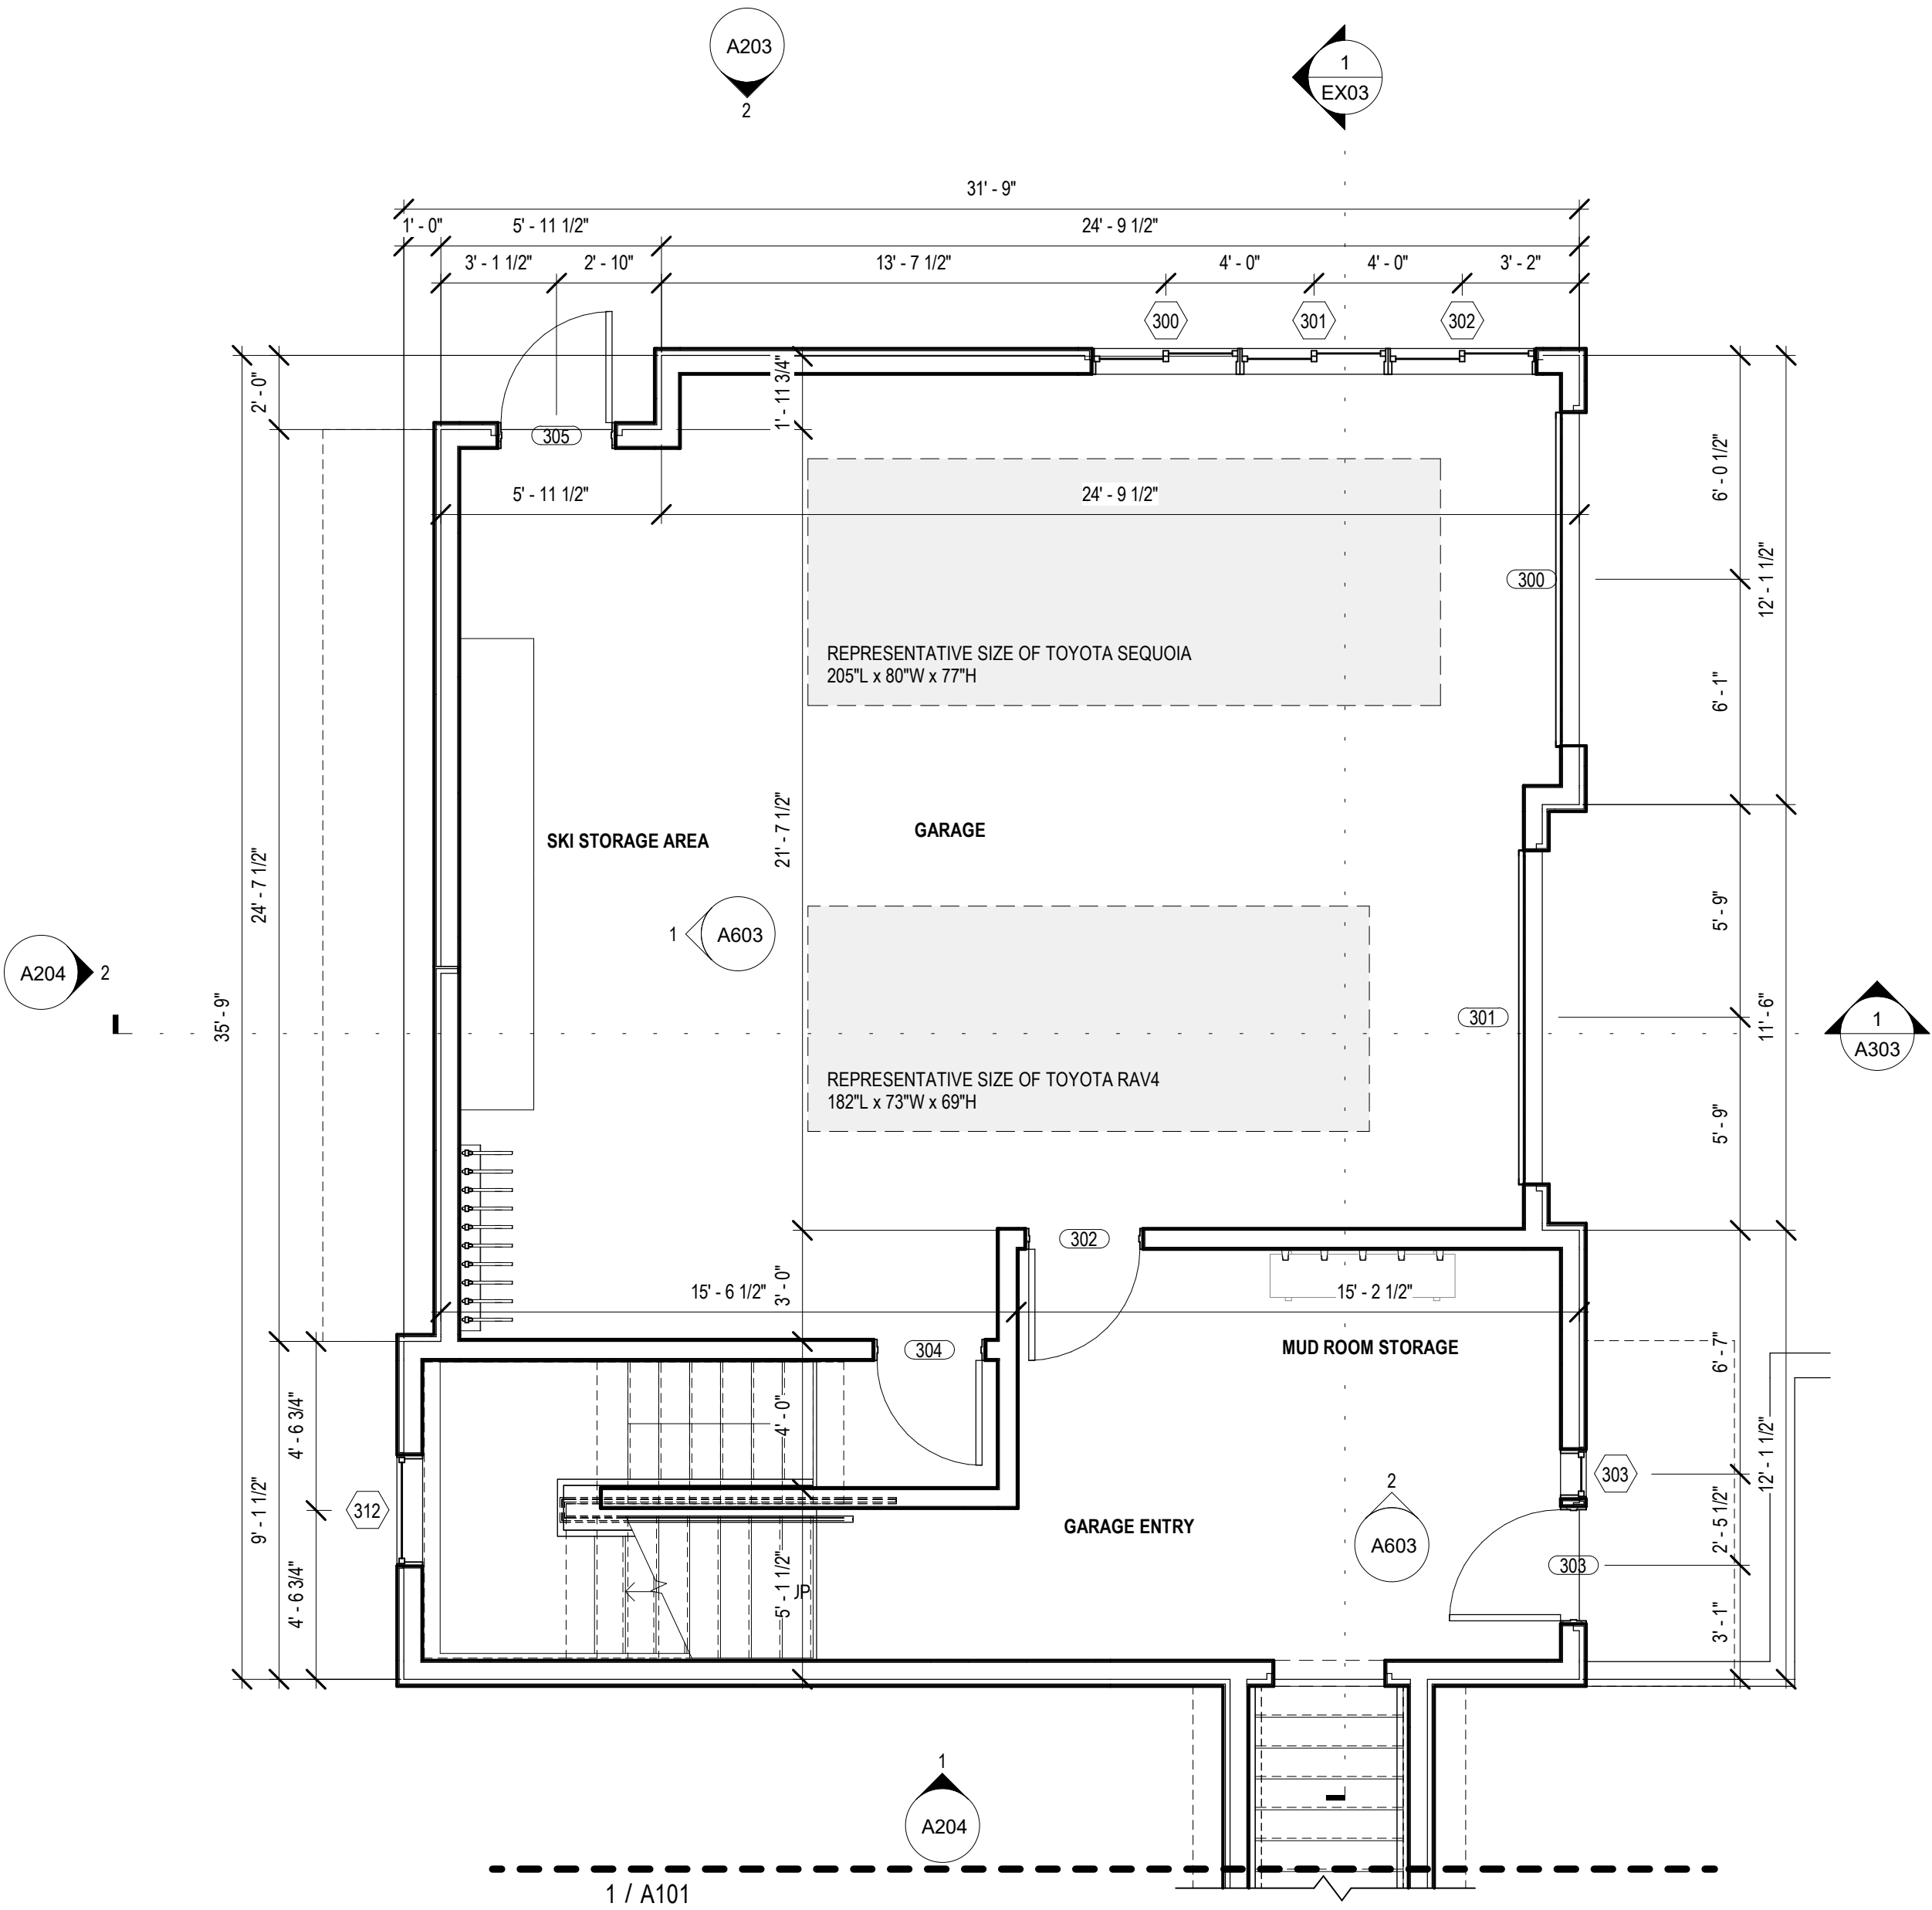 A203
2
1
EX03
31' - 9"
1' - 0"
5' - 11 1/2"
24' - 9 1/2"
3' - 1 1/2"
2' - 10"
13' - 7 1/2"
4' - 0"
4' - 0"
3' - 2"
300
301
302
2' - 0"
1' - 11 3/4"
305
5' - 11 1/2"
24' - 9 1/2"
6' - 0 1/2"
12' - 1 1/2"
300
REPRESENTATIVE SIZE OF TOYOTA SEQUOIA
205"L x 80"W x 77"H
6' - 1"
21' - 7 1/2"
GARAGE
SKI STORAGE AREA
24' - 7 1/2"
5' - 9"
1
A603
A204
2
35' - 9"
301
11' - 6"
1
A303
REPRESENTATIVE SIZE OF TOYOTA RAV4
182"L x 73"W x 69"H
5' - 9"
302
15' - 6 1/2"
3' - 0"
15' - 2 1/2"
304
MUD ROOM STORAGE
6' - 7"
4' - 6 3/4"
4' - 0"
12' - 1 1/2"
303
2
312
9' - 1 1/2"
GARAGE ENTRY
A603
2' - 5 1/2"
303
4' - 6 3/4"
5' - 1 1/2"
JP
3' - 1"
1
A204
1 / A101